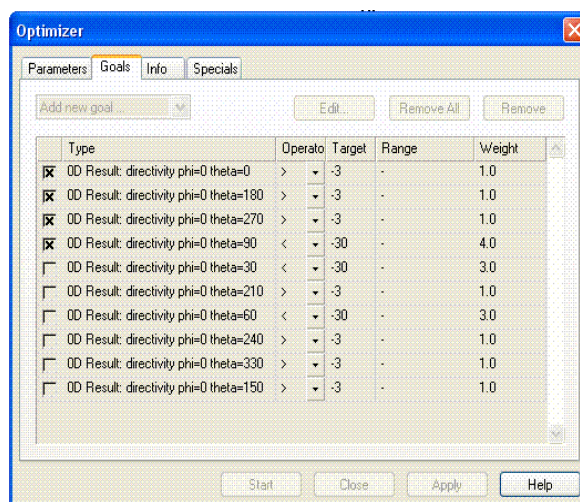 Optimizer
Parameters Goals Info Specials
Add new goal ... Edit... Remove All Remove
Type Operato Target Range Weight
0D Result: directivity phi=0 theta=0 > -3 - 1.0
0D Result: directivity phi=0 theta=180 > -3 - 1.0
0D Result: directivity phi=0 theta=270 > -3 - 1.0
0D Result: directivity phi=0 theta=90 < -30 - 4.0
0D Result: directivity phi=0 theta=30 < -30 - 3.0
0D Result: directivity phi=0 theta=210 > -3 - 1.0
0D Result: directivity phi=0 theta=60 < -30 - 3.0
0D Result: directivity phi=0 theta=240 > -3 - 1.0
0D Result: directivity phi=0 theta=330 > -3 - 1.0
0D Result: directivity phi=0 theta=150 > -3 - 1.0
Start Close Apply Help